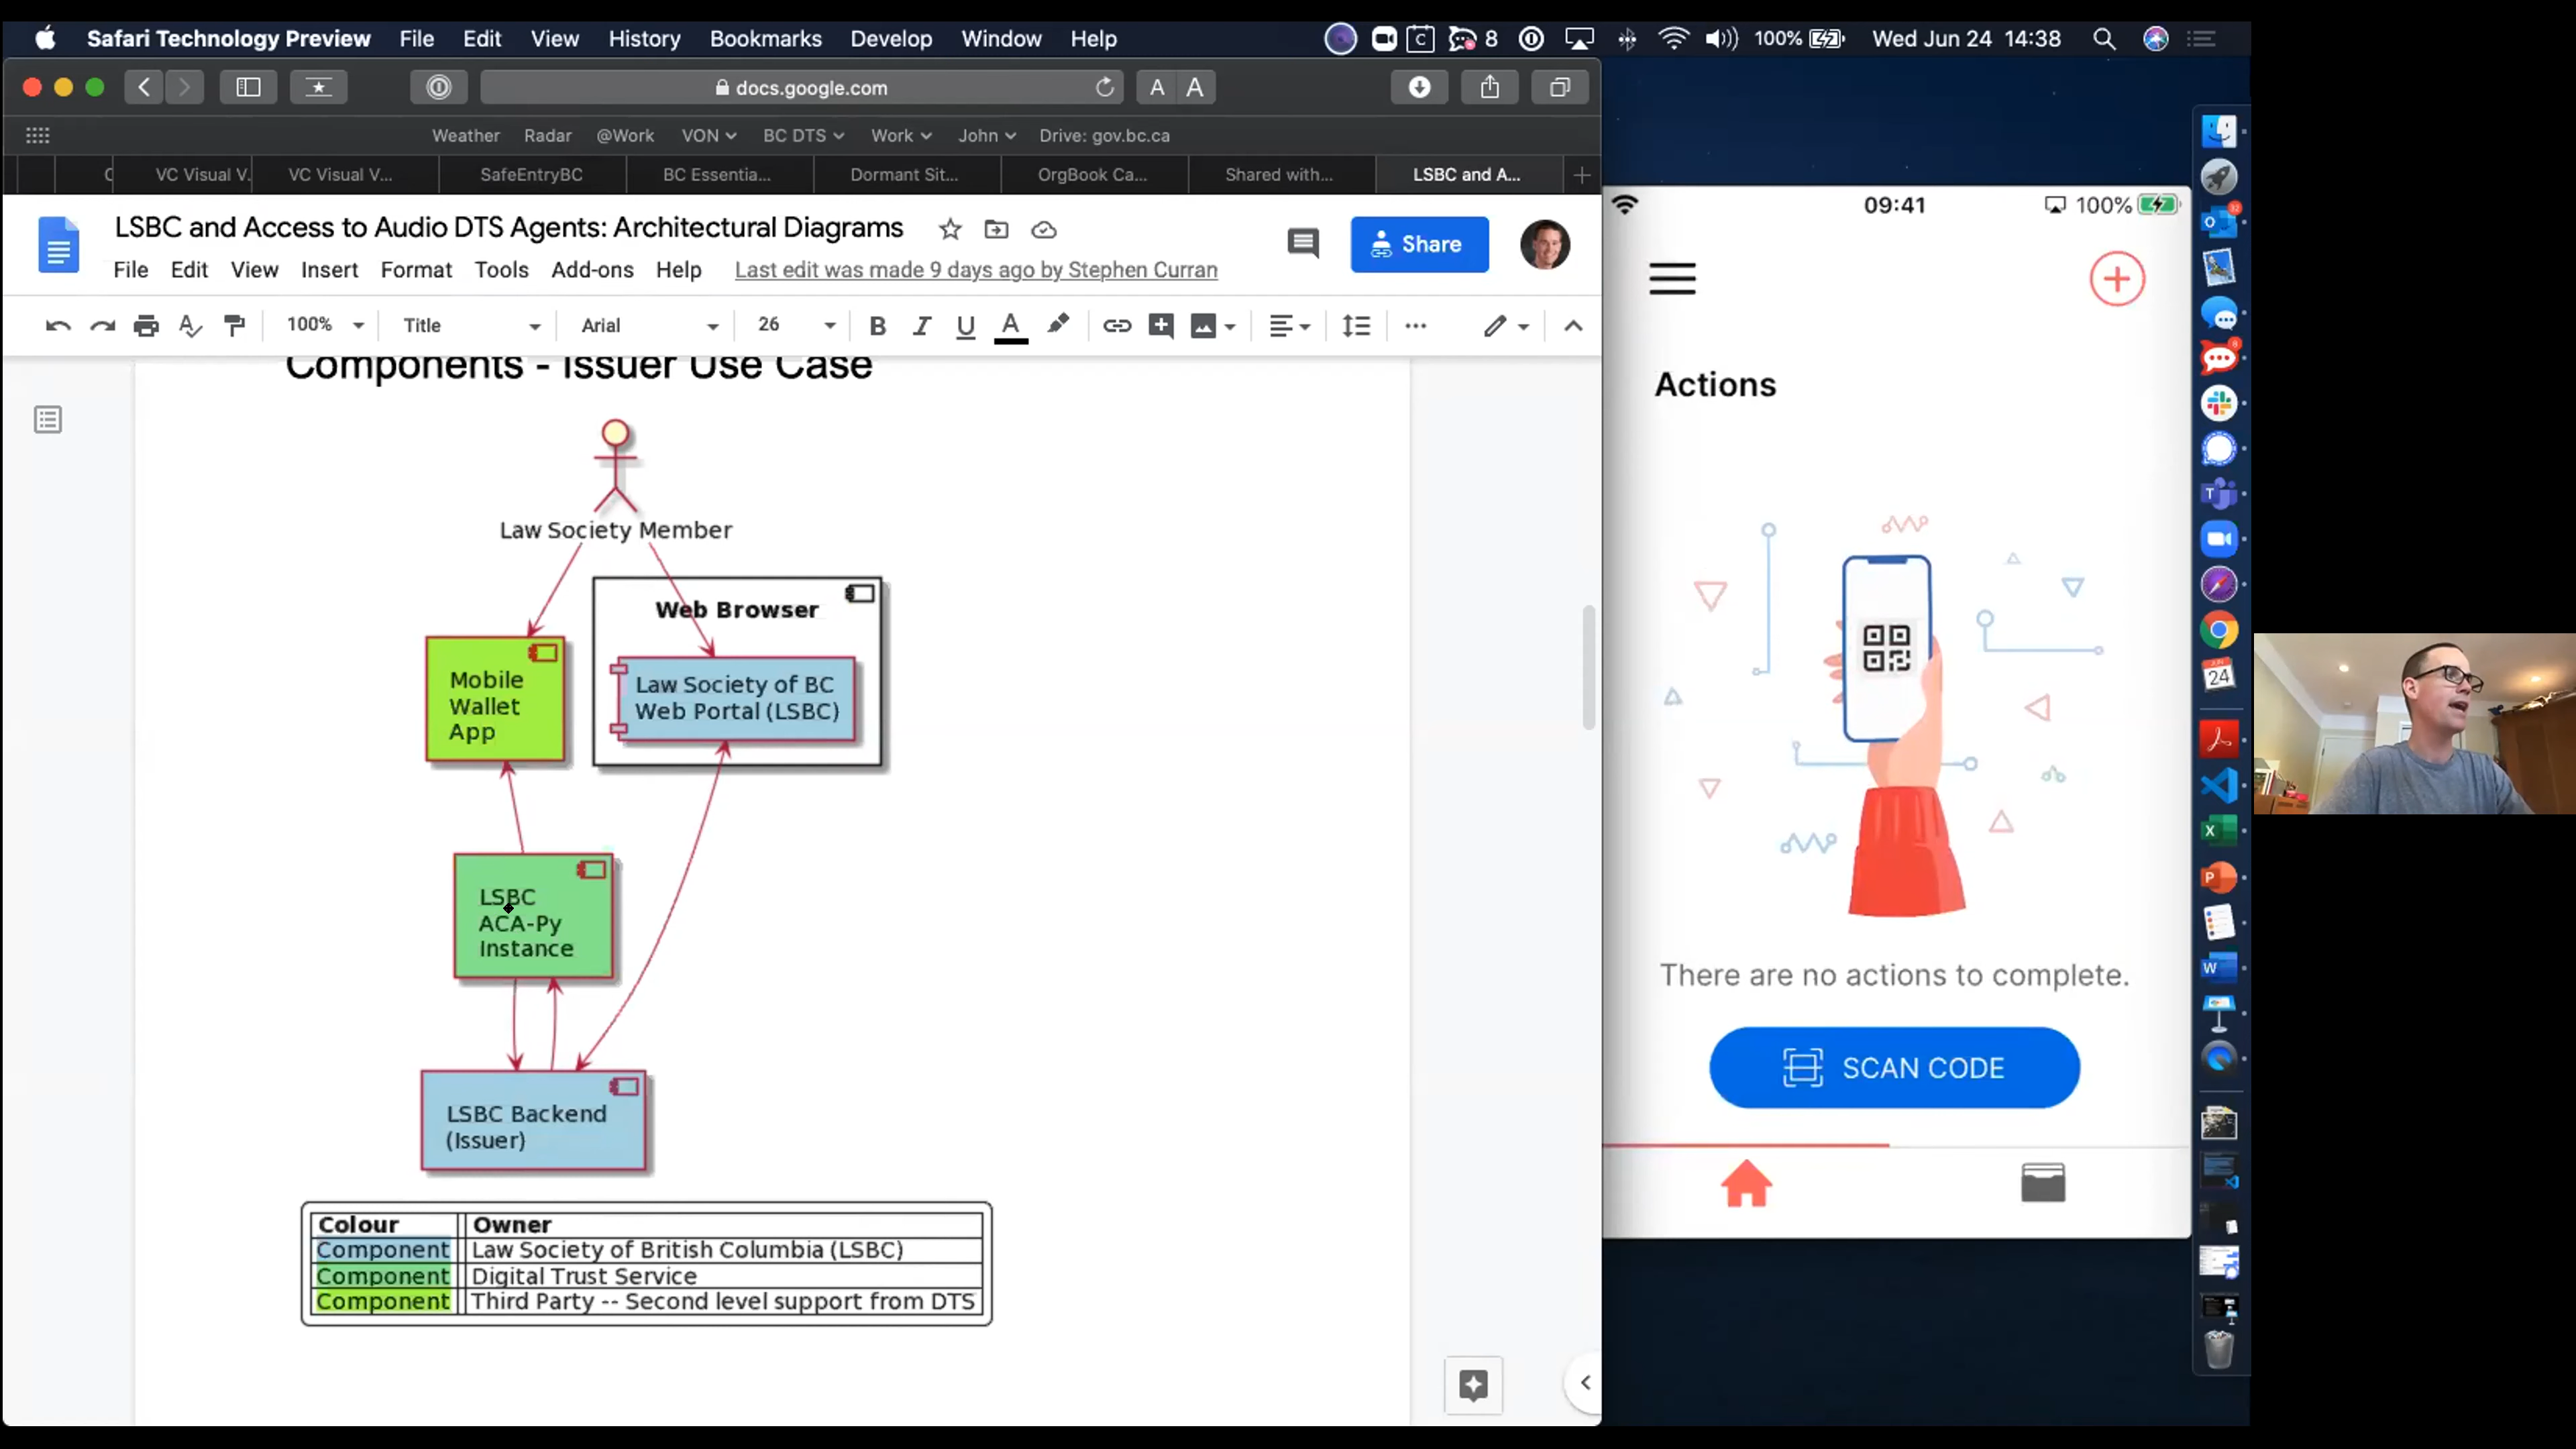 Safari Technology Preview File Edit View History Bookmarks Develop Window Help 8 100% Wed Jun 24 14:38
docs.google.com A A
Weather Radar @Work VON BC DTS Work John Drive: gov.bc.ca
VC Visual V. VC Visual V... SafeEntryBC BC Essentia... Dormant Sit... OrgBook Ca... Shared with... LSBC and A...
LSBC and Access to Audio DTS Agents: Architectural Diagrams
Share
File Edit View Insert Format Tools Add-ons Help Last edit was made 9 days ago by Stephen Curran
100% Title Arial 26 B I U A
Components - Issuer Use Case
Law Society Member
Web Browser
Mobile
Wallet
App
Law Society of BC
Web Portal (LSBC)
LSBC
ACA-Py
Instance
LSBC Backend
(Issuer)
Colour Owner
Component Law Society of British Columbia (LSBC)
Component Digital Trust Service
Component Third Party -- Second level support from DTS
09:41 100%
Actions
There are no actions to complete.
SCAN CODE
24